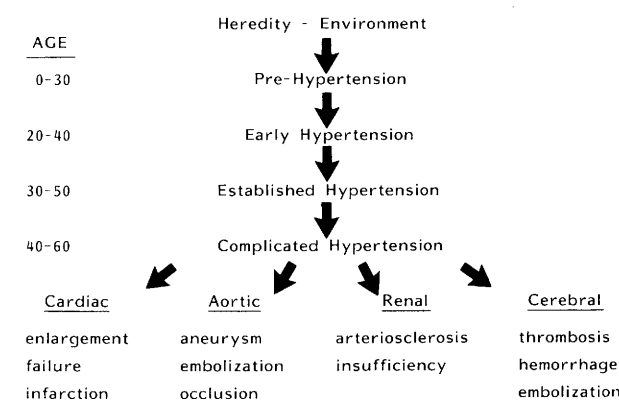 Heredity - Environment
AGE
0-30 Pre-Hypertension
20-40 Early Hypertension
30-50 Established Hypertension
40-60 Complicated Hypertension
Cardiac Aortic Renal Cerebral
enlargement aneurysm arteriosclerosis thrombosis
failure embolization insufficiency hemorrhage
infarction occlusion embolization